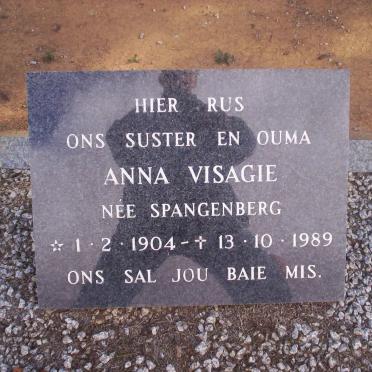 HIER RUS
ONS SUSTER EN OUMA
ANNA VISAGIE
NÉE SPANGENBERG
☆ 1·2·1904-✝ 13·10·1989
ONS SAL JOU BAIE MIS.